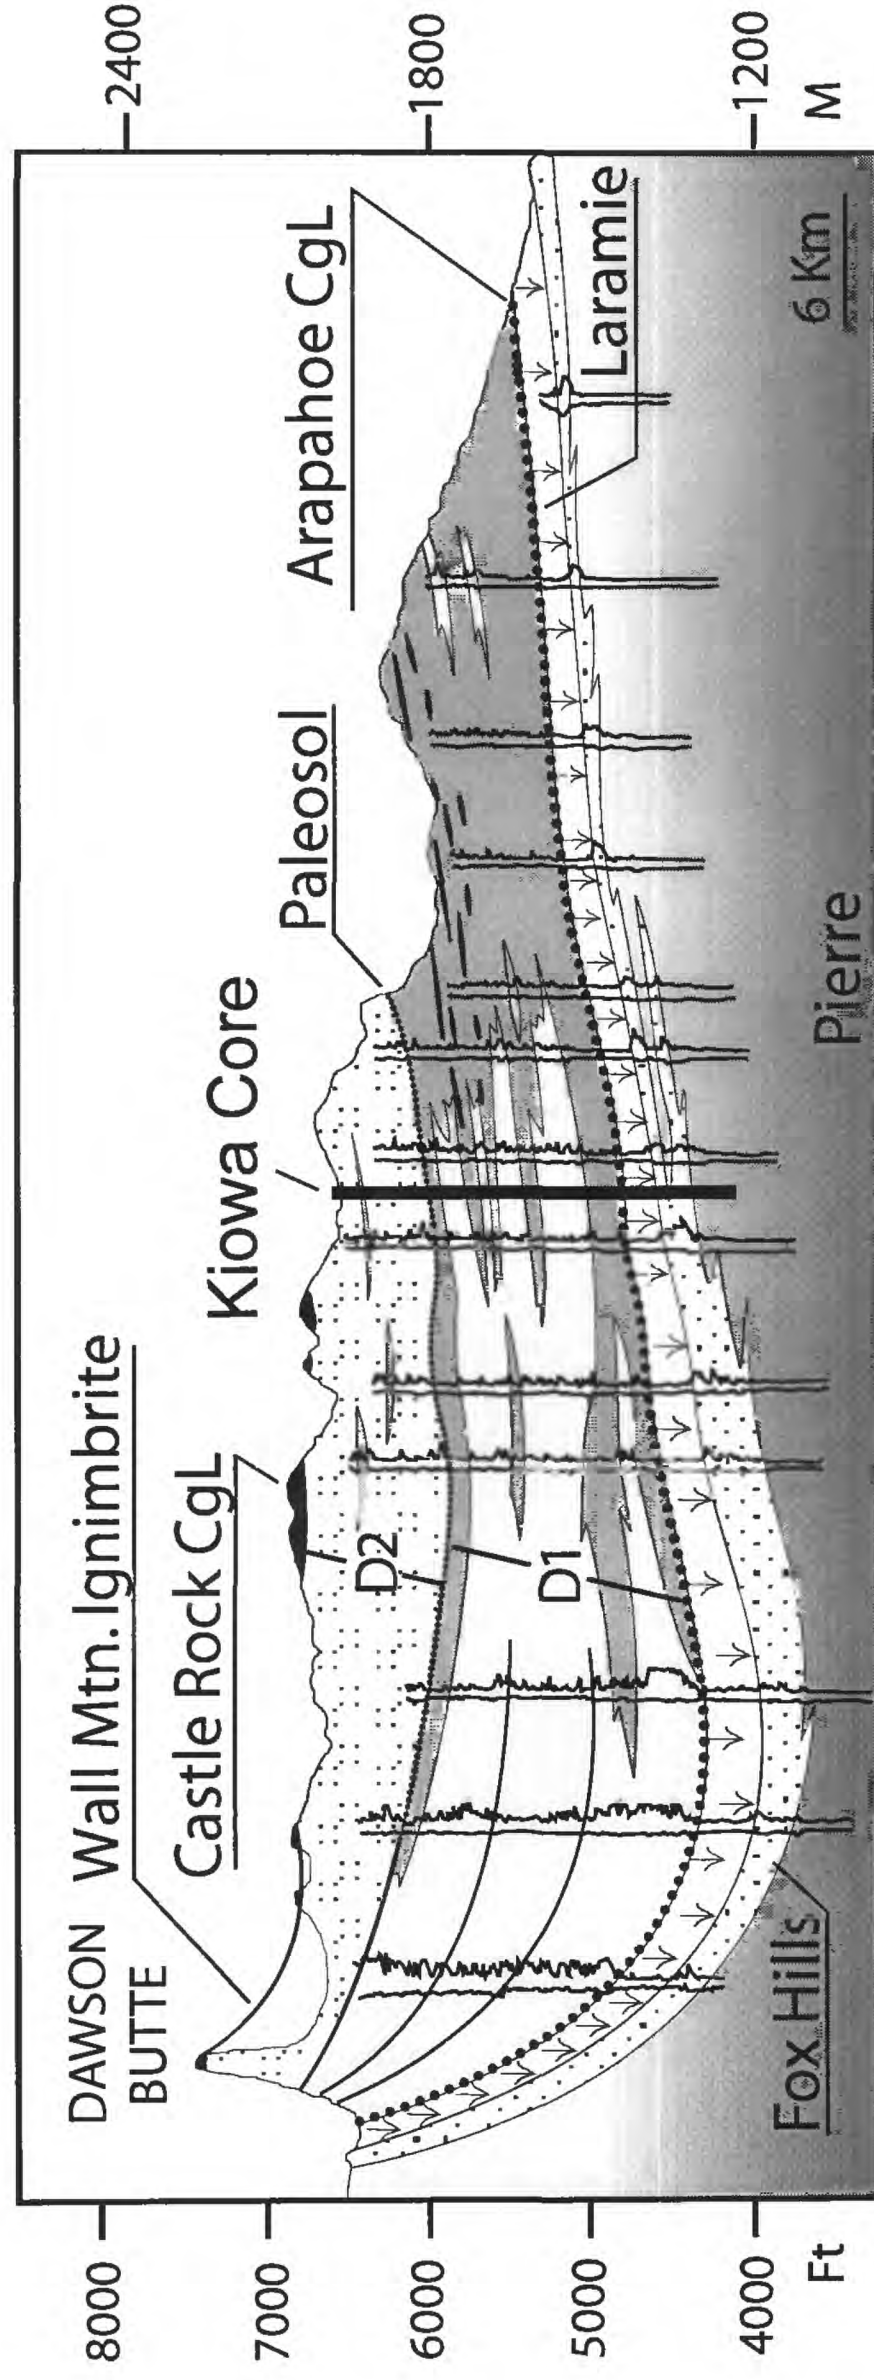 DAWSON
BUTTE
Wall Mtn. Ignimbrite
Castle Rock CgL
Kiowa Core
Paleosol
Arapahoe CgL
Laramie
D2
D1
Fox Hills
Pierre
6 Km
8000
7000
6000
5000
4000
Ft
2400
1800
1200
M